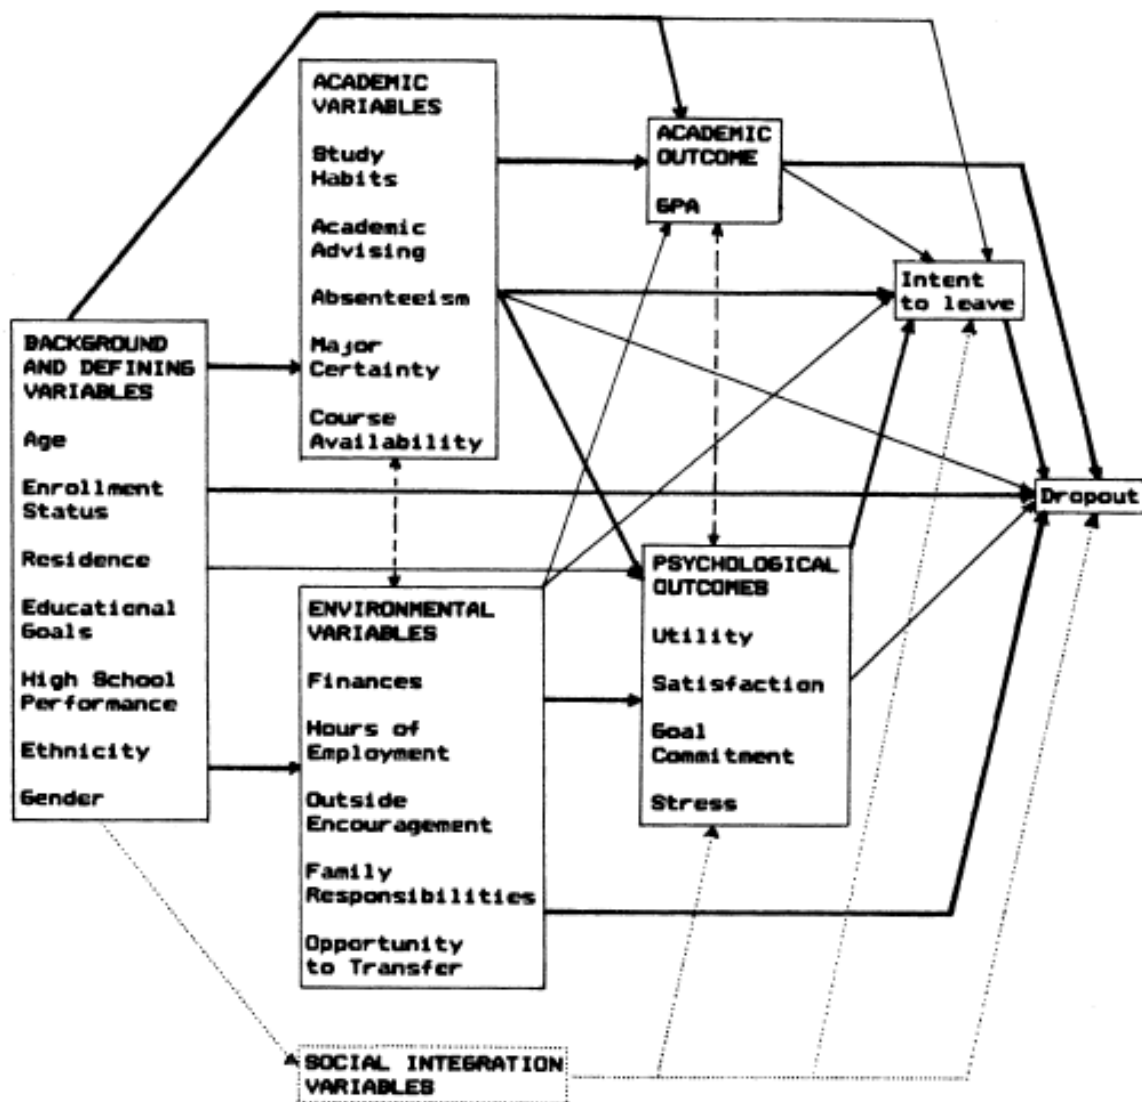 ACADEMIC
VARIABLES
Study
Habits
Academic
Advising
Absenteeism
Major
Certainty
Course
Availability
ACADEMIC
OUTCOME
GPA
Intent
to leave
BACKGROUND
AND DEFINING
VARIABLES
Age
Enrollment
Status
Residence
Educational
Goals
High School
Performance
Ethnicity
Gender
Dropout
ENVIRONMENTAL
VARIABLES
Finances
Hours of
Employment
Outside
Encouragement
Family
Responsibilities
Opportunity
to Transfer
PSYCHOLOGICAL
OUTCOMES
Utility
Satisfaction
Goal
Commitment
Stress
SOCIAL INTEGRATION
VARIABLES